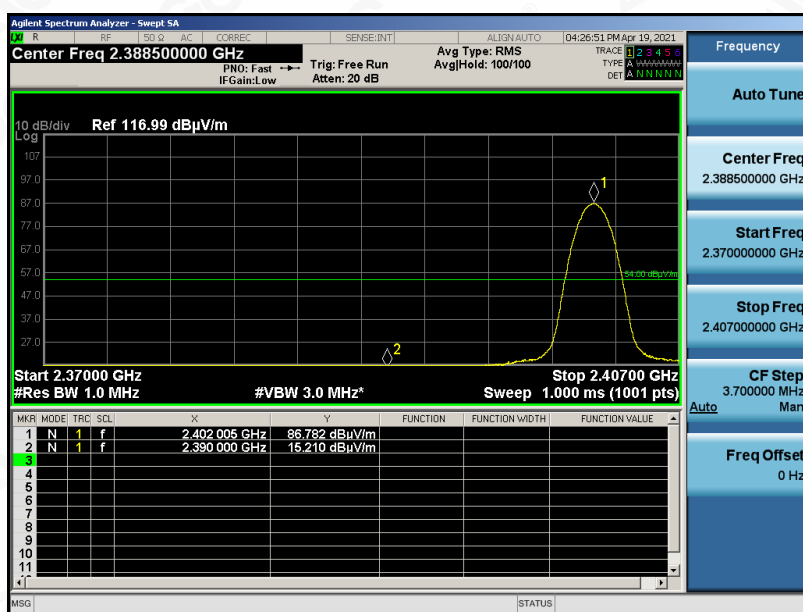 Agilent Spectrum Analyzer - Swept SA
LXI R RF 50 Ω AC CORREC SENSE:INT ALIGN AUTO 04:26:51 PM Apr 19, 2021
Center Freq 2.388500000 GHz
PNO: Fast
IFGain:Low
Trig: Free Run
Atten: 20 dB
Avg Type: RMS
Avg|Hold: 100/100
TRACE 1 2 3 4 5 6
TYPE A WWWWW
DET A N N N N N
10 dB/div Ref 116.99 dBµV/m
Log
107
97.0
87.0
77.0
67.0
57.0
47.0
37.0
27.0
1
54.00 dBµV/m
2
Start 2.37000 GHz Stop 2.40700 GHz
#Res BW 1.0 MHz #VBW 3.0 MHz* Sweep 1.000 ms (1001 pts)
MKR MODE TRC SCL X Y FUNCTION FUNCTION WIDTH FUNCTION VALUE
1 N 1 f 2.402 005 GHz 86.782 dBuV/m
2 N 1 f 2.390 000 GHz 15.210 dBuV/m
3
4
5
6
7
8
9
10
11
MSG STATUS
Frequency
Auto Tune
Center Freq
2.388500000 GHz
Start Freq
2.370000000 GHz
Stop Freq
2.407000000 GHz
CF Step
3.700000 MHz
Auto Man
Freq Offset
0 Hz